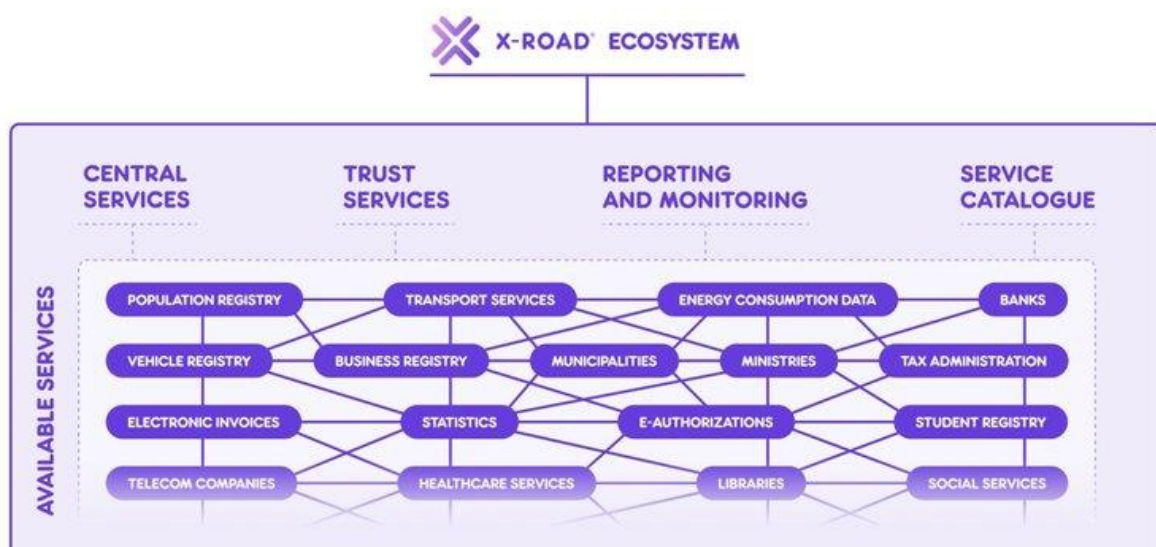 X-ROAD® ECOSYSTEM
CENTRAL
SERVICES
TRUST
SERVICES
REPORTING
AND MONITORING
SERVICE
CATALOGUE
AVAILABLE SERVICES
POPULATION REGISTRY
TRANSPORT SERVICES
ENERGY CONSUMPTION DATA
BANKS
VEHICLE REGISTRY
BUSINESS REGISTRY
MUNICIPALITIES
MINISTRIES
TAX ADMINISTRATION
ELECTRONIC INVOICES
STATISTICS
E-AUTHORIZATIONS
STUDENT REGISTRY
TELECOM COMPANIES
HEALTHCARE SERVICES
LIBRARIES
SOCIAL SERVICES